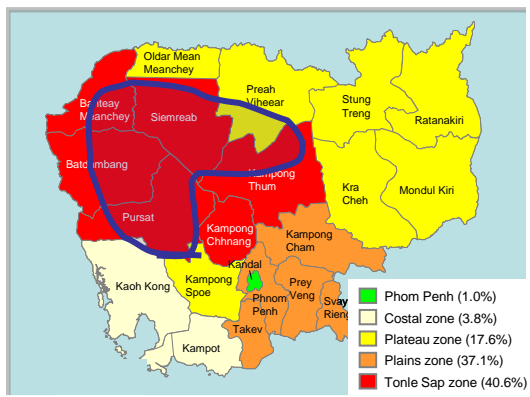 Oldar Mean
Meanchey
Preah
Viheear
Banteay
Meanchey
Siemreab
Stung
Treng
Ratanakiri
Batdambang
Kampong
Thum
Kra
Cheh
Mondul Kiri
Pursat
Kampong
Chhnang
Kampong
Cham
Kaoh Kong
Kampong
Spoe
Kandal
Phnom
Penh
Prey
Veng
Svay
Rieng
Takev
Kampot
Phom Penh (1.0%)
Costal zone (3.8%)
Plateau zone (17.6%)
Plains zone (37.1%)
Tonle Sap zone (40.6%)